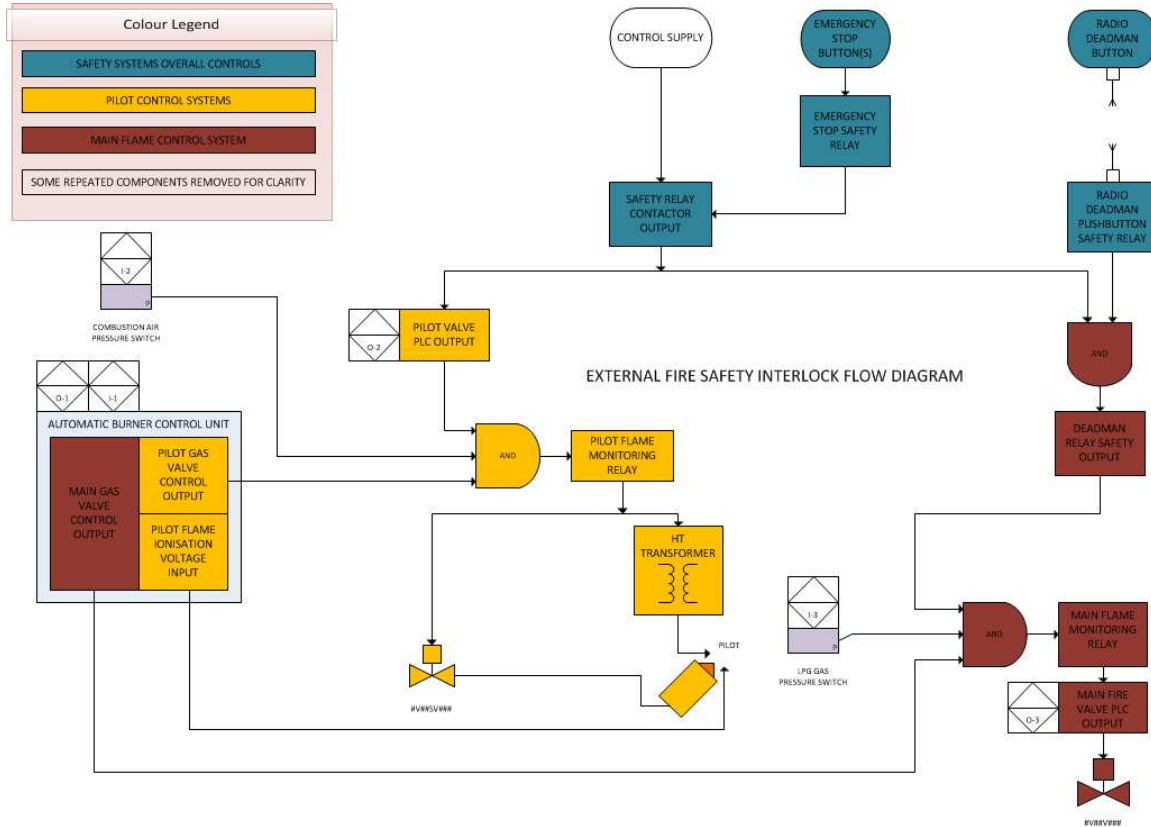 Colour Legend
SAFETY SYSTEMS OVERALL CONTROLS
PILOT CONTROL SYSTEMS
MAIN FLAME CONTROL SYSTEM
SOME REPEATED COMPONENTS REMOVED FOR CLARITY
CONTROL SUPPLY
EMERGENCY
STOP
BUTTON(S)
RADIO
DEADMAN
BUTTON
EMERGENCY
STOP SAFETY
RELAY
SAFETY RELAY
CONTACTOR
OUTPUT
RADIO
DEADMAN
PUSHBUTTON
SAFETY RELAY
I-2
P
COMBUSTION AIR
PRESSURE SWITCH
O-2
PILOT VALVE
PLC OUTPUT
EXTERNAL FIRE SAFETY INTERLOCK FLOW DIAGRAM
AND
O-1
I-1
AUTOMATIC BURNER CONTROL UNIT
MAIN GAS
VALVE
CONTROL
OUTPUT
PILOT GAS
VALVE
CONTROL
OUTPUT
PILOT FLAME
IONISATION
VOLTAGE
INPUT
AND
PILOT FLAME
MONITORING
RELAY
DEADMAN
RELAY SAFETY
OUTPUT
HT
TRANSFORMER
PILOT
#V##SV###
I-3
P
LPG GAS
PRESSURE SWITCH
AND
MAIN FLAME
MONITORING
RELAY
O-3
MAIN FIRE
VALVE PLC
OUTPUT
#V##V###